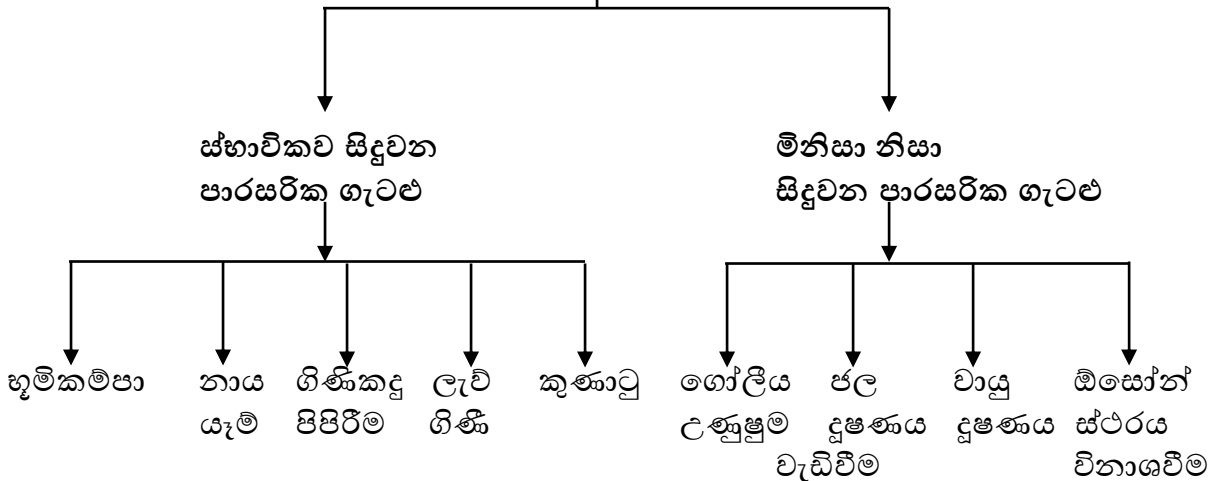 ස්භාවිකව සිදුවන
පාරසරික ගැටළු
මිනිසා නිසා
සිදුවන පාරසරික ගැටළු
භූමිකම්පා
නාය
යෑම්
ගිණිකඳු
පිපිරීම
ලැව්
ගිණී
කුණාටු
ගෝලීය
උණුෂුම
වැඩිවීම
ජල
දූෂණය
වායු
දූෂණය
ඕසෝන්
ස්ථරය
විනාශවීම